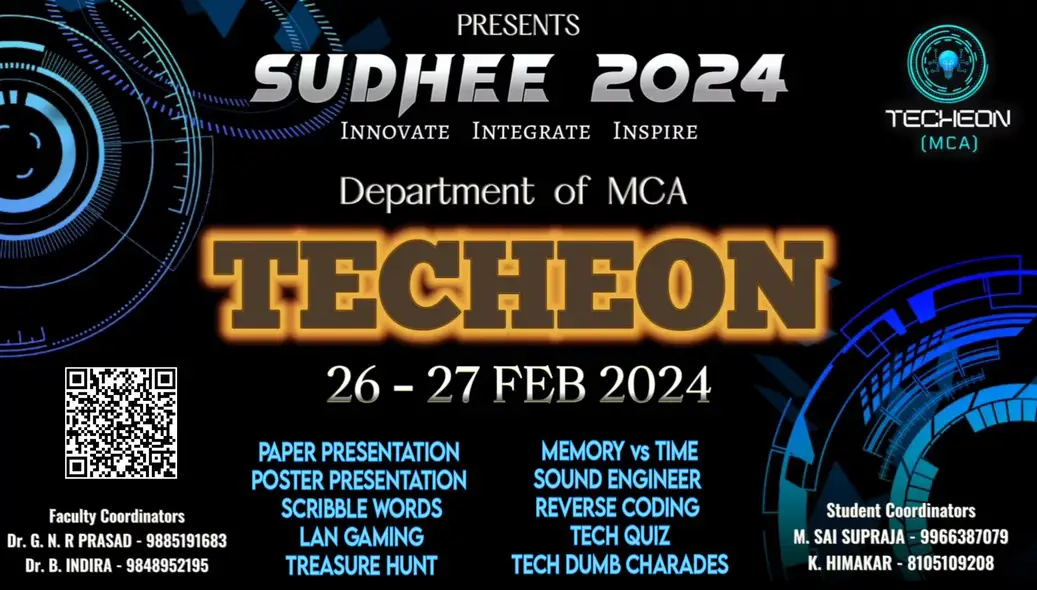 PRESENTS
SUDHEE 2024
INNOVATE INTEGRATE INSPIRE
TECHEON
(MCA)
Department of MCA
TECHEON
26 - 27 FEB 2024
PAPER PRESENTATION
POSTER PRESENTATION
SCRIBBLE WORDS
LAN GAMING
TREASURE HUNT
MEMORY vs TIME
SOUND ENGINEER
REVERSE CODING
TECH QUIZ
TECH DUMB CHARADES
Faculty Coordinators
Dr. G. N. R PRASAD - 9885191683
Dr. B. INDIRA - 9848952195
Student Coordinators
M. SAI SUPRAJA - 9966387079
K. HIMAKAR - 8105109208